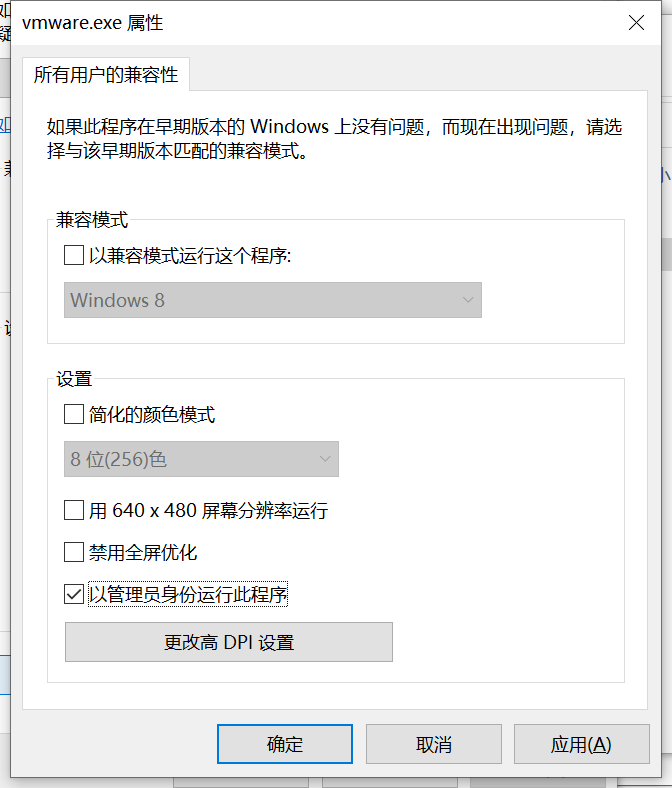 vmware.exe 属性
所有用户的兼容性
如果此程序在早期版本的 Windows 上没有问题，而现在出现问题，请选
择与该早期版本匹配的兼容模式。
兼容模式
以兼容模式运行这个程序:
Windows 8
设置
简化的颜色模式
8 位(256)色
用 640 x 480 屏幕分辨率运行
禁用全屏优化
以管理员身份运行此程序
更改高 DPI 设置
确定
取消
应用(A)